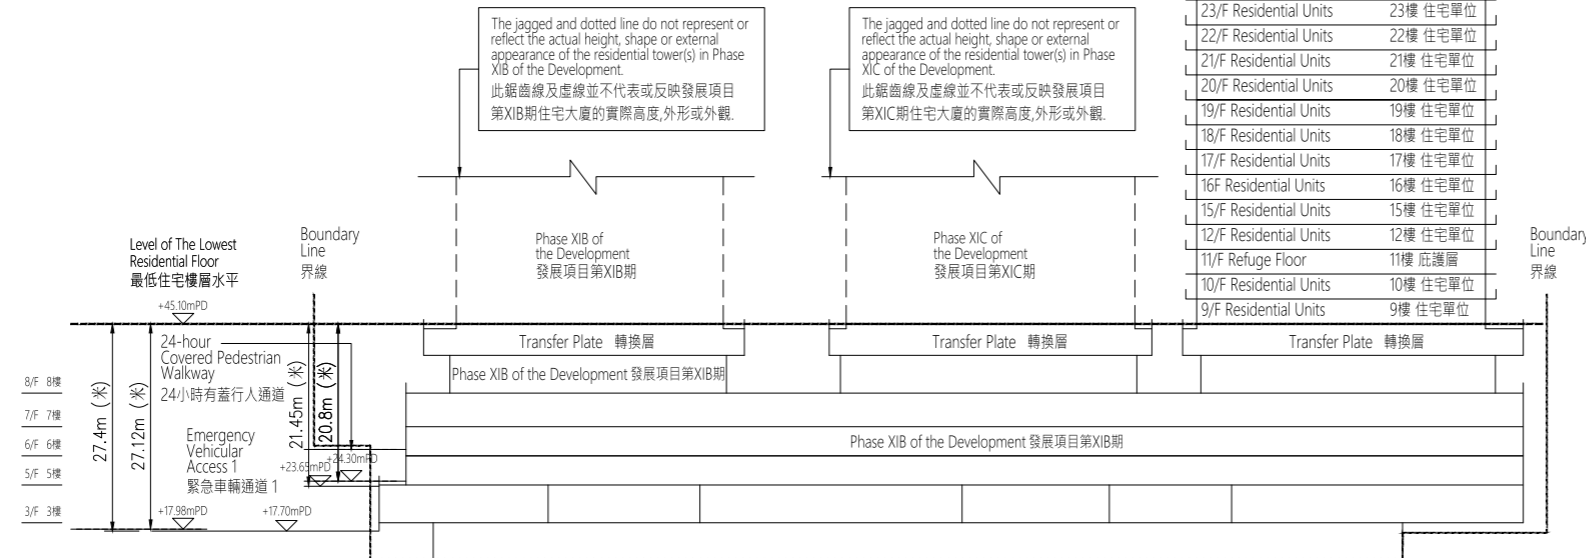 The jagged and dotted line do not represent or
reflect the actual height, shape or external
appearance of the residential tower(s) in Phase
XIB of the Development.
此鋸齒線及虛線並不代表或反映發展項目
第XIB期住宅大廈的實際高度,外形或外觀.
The jagged and dotted line do not represent or
reflect the actual height, shape or external
appearance of the residential tower(s) in Phase
XIC of the Development.
此鋸齒線及虛線並不代表或反映發展項目
第XIC期住宅大廈的實際高度,外形或外觀.
23/F Residential Units 23樓 住宅單位
22/F Residential Units 22樓 住宅單位
21/F Residential Units 21樓 住宅單位
20/F Residential Units 20樓 住宅單位
19/F Residential Units 19樓 住宅單位
18/F Residential Units 18樓 住宅單位
17/F Residential Units 17樓 住宅單位
16F Residential Units 16樓 住宅單位
15/F Residential Units 15樓 住宅單位
12/F Residential Units 12樓 住宅單位
11/F Refuge Floor 11樓 庇護層
10/F Residential Units 10樓 住宅單位
9/F Residential Units 9樓 住宅單位
Level of The Lowest
Residential Floor
最低住宅樓層水平
+45.10mPD
Boundary
Line
界線
Phase XIB of
the Development
發展項目第XIB期
Phase XIC of
the Development
發展項目第XIC期
Boundary
Line
界線
Transfer Plate 轉換層
Transfer Plate 轉換層
Transfer Plate 轉換層
24-hour
Covered Pedestrian
Walkway
24小時有蓋行人通道
Phase XIB of the Development 發展項目第XIB期
8/F 8樓
7/F 7樓
6/F 6樓
5/F 5樓
3/F 3樓
27.4m (米)
27.12m (米)
21.45m (米)
20.8m (米)
Emergency
Vehicular
Access 1
緊急車輛通道 1
+23.65mPD
+24.30mPD
+17.98mPD
+17.70mPD
Phase XIB of the Development 發展項目第XIB期